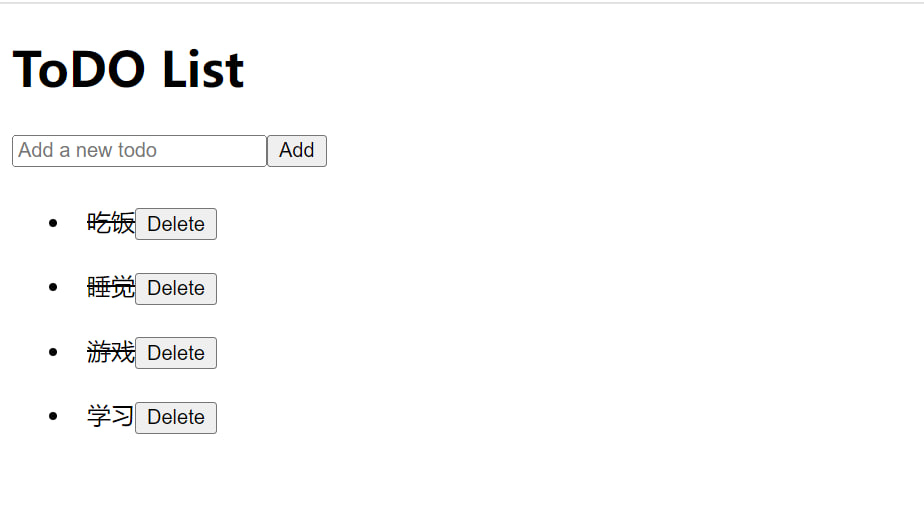 ToDO List
Add a new todo Add
吃饭 Delete
睡觉 Delete
游戏 Delete
学习 Delete